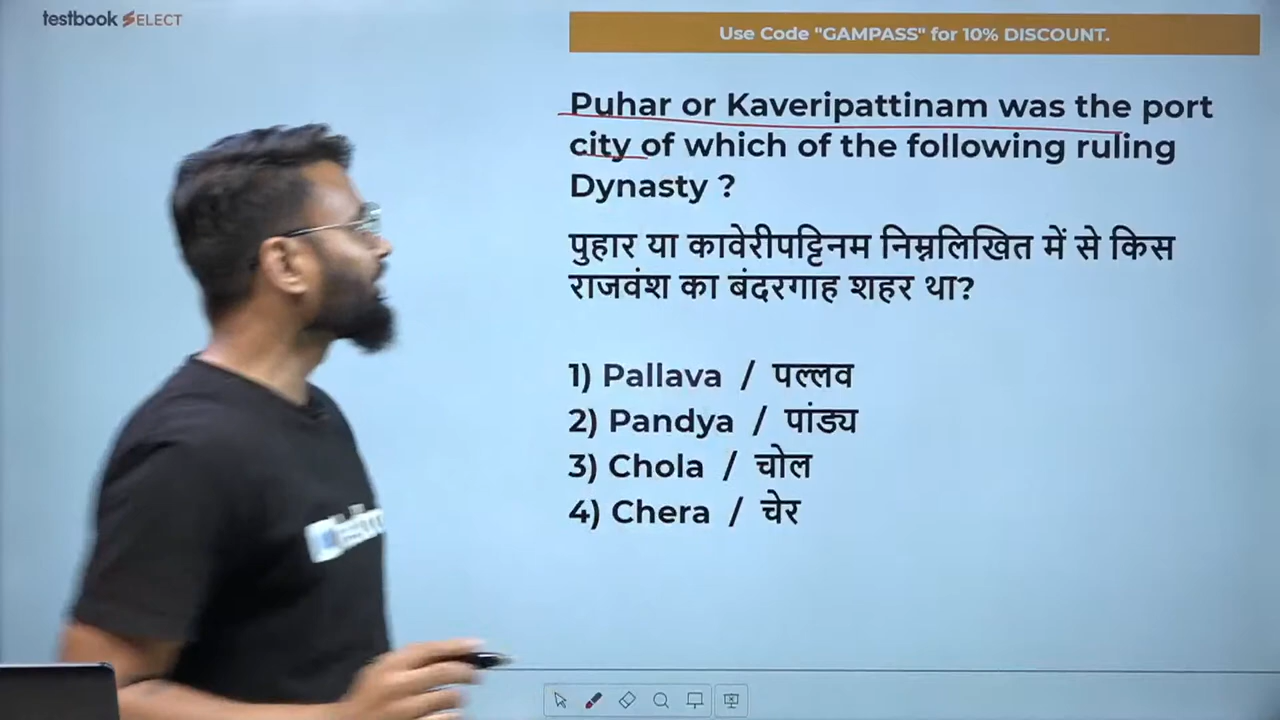 testbook SELECT
Use Code "GAMPASS" for 10% DISCOUNT.
Puhar or Kaveripattinam was the port
city of which of the following ruling
Dynasty ?
पुहार या कावेरीपट्टिनम निम्नलिखित में से किस
राजवंश का बंदरगाह शहर था?
1) Pallava / पल्लव
2) Pandya / पांड्य
3) Chola / चोल
4) Chera / चेर